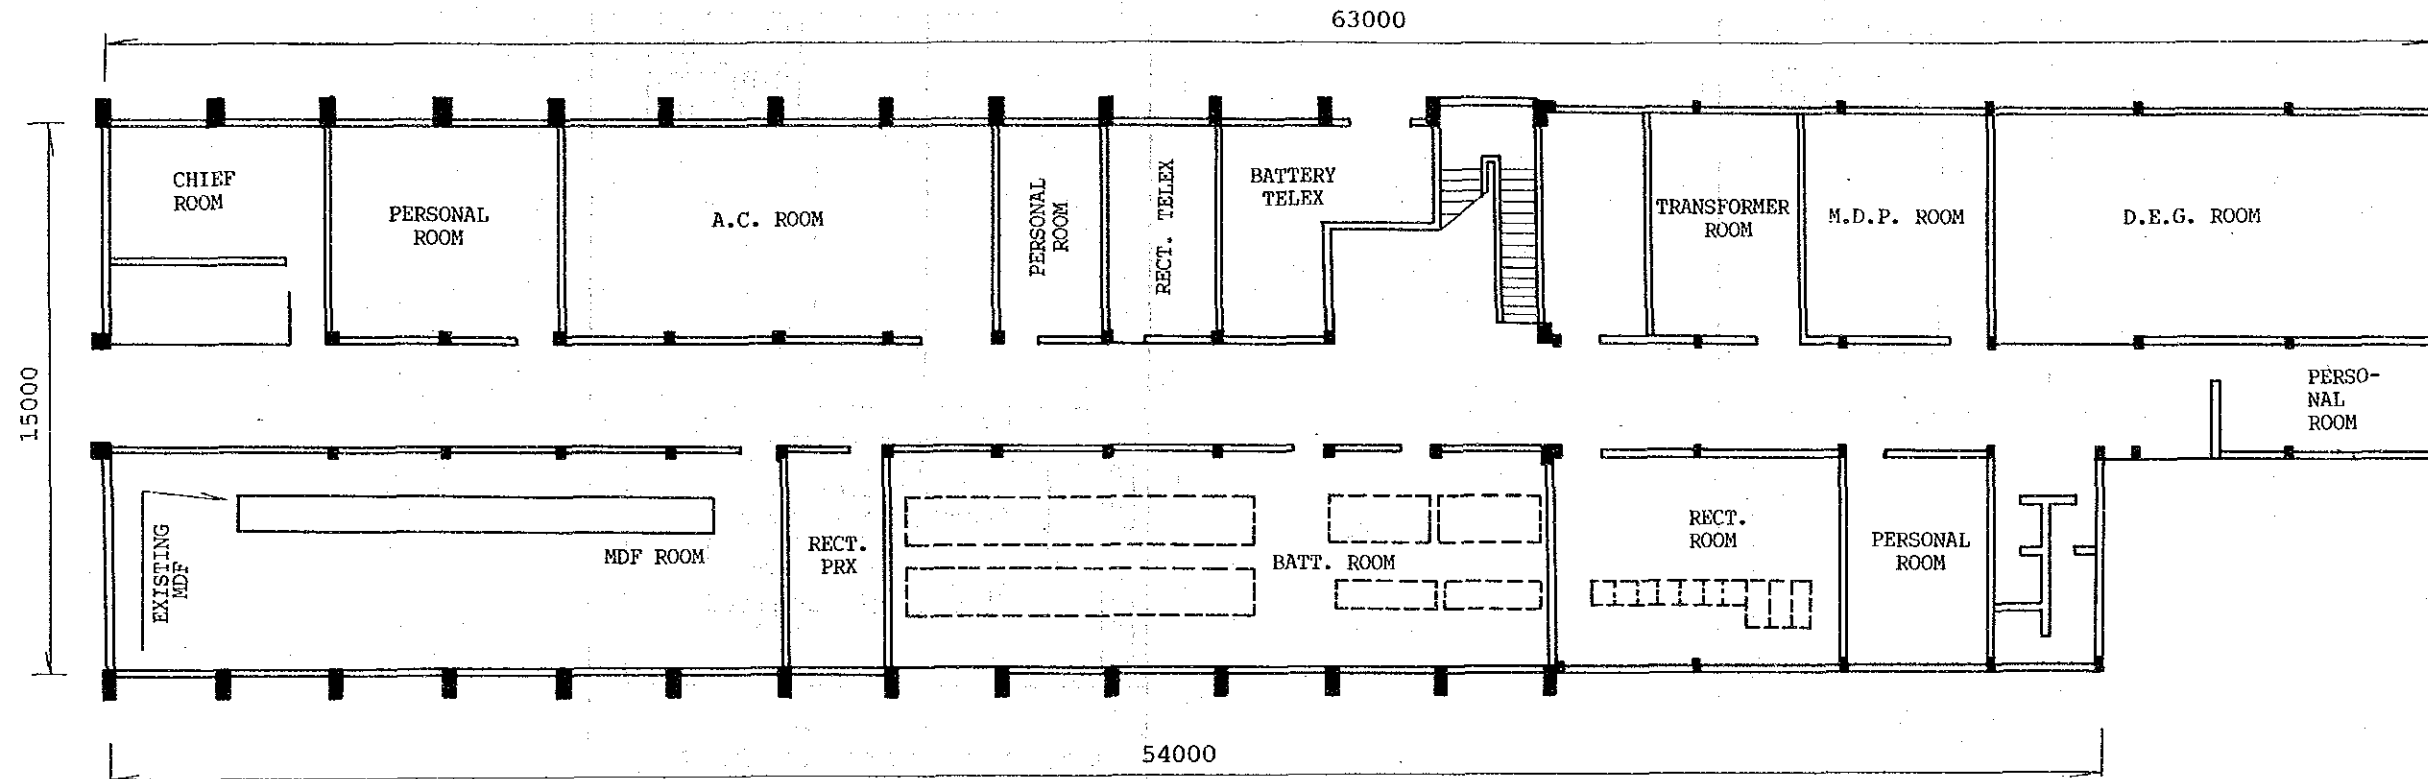 63000
CHIEF
ROOM
PERSONAL
ROOM
A.C. ROOM
PERSONAL
ROOM
RECT. TELEX
BATTERY
TELEX
TRANSFORMER
ROOM
M.D.P. ROOM
D.E.G. ROOM
15000
PERSO-
NAL
ROOM
EXISTING
MDF
MDF ROOM
RECT.
PRX
BATT. ROOM
RECT.
ROOM
PERSONAL
ROOM
54000